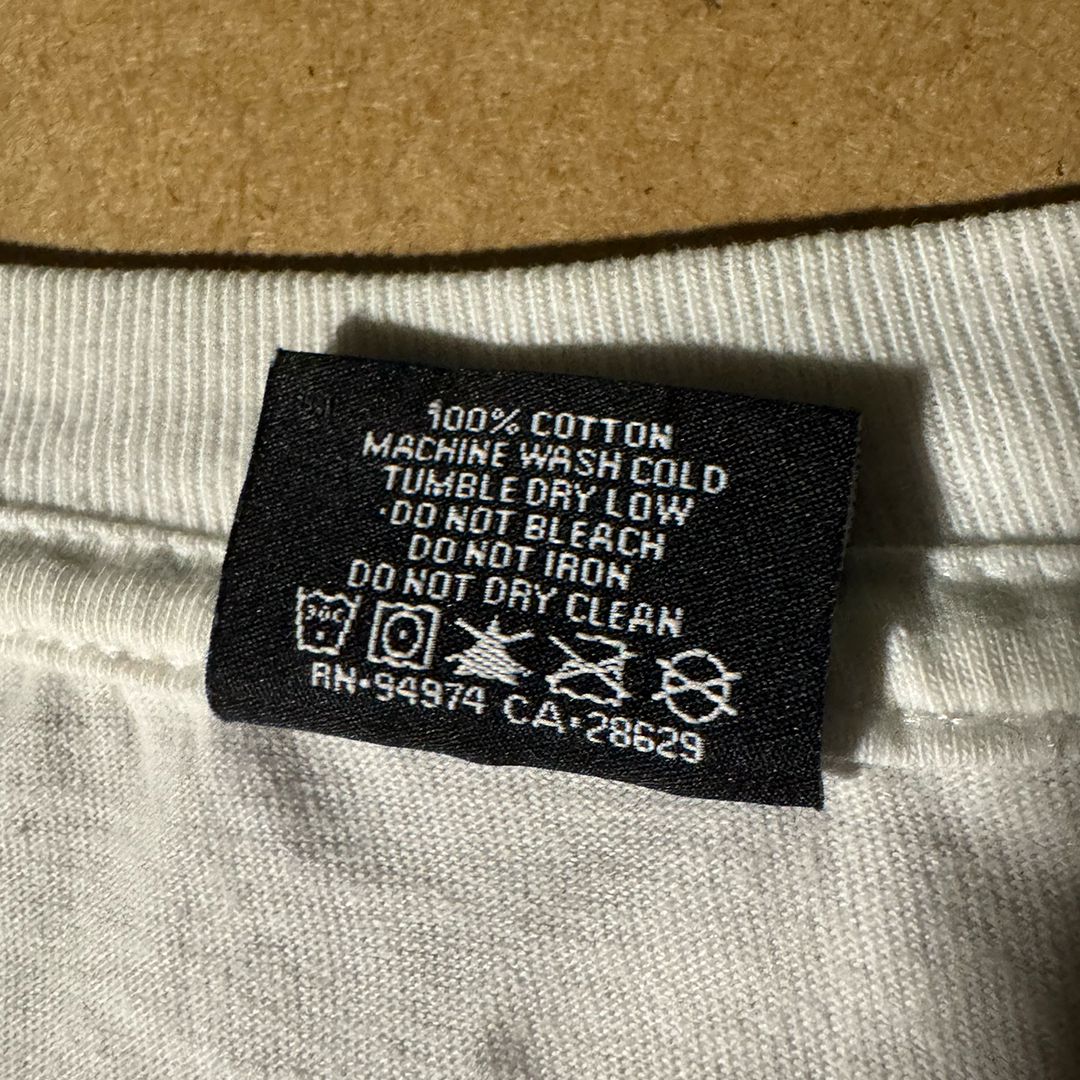 100% COTTON
MACHINE WASH COLD
TUMBLE DRY LOW
·DO NOT BLEACH
DO NOT IRON
DO NOT DRY CLEAN
30C
RN·94974 CA·28629